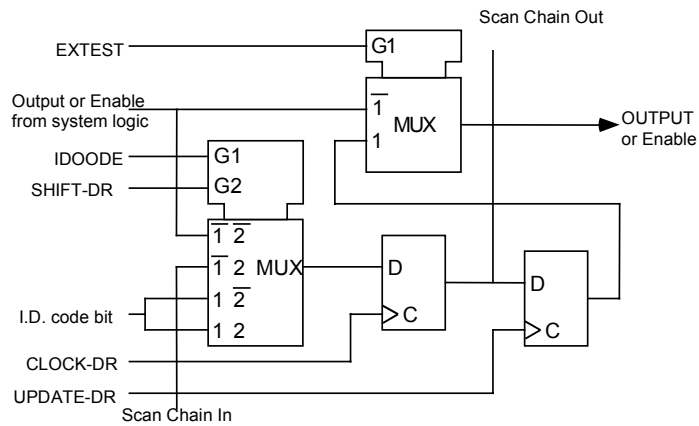 Scan Chain Out
EXTEST
G1
Output or Enable
from system logic
1
1
MUX
OUTPUT
or Enable
IDOODE
G1
SHIFT-DR
G2
1 2
1 2 MUX
1 2
1 2
D
C
D
C
I.D. code bit
CLOCK-DR
UPDATE-DR
Scan Chain In